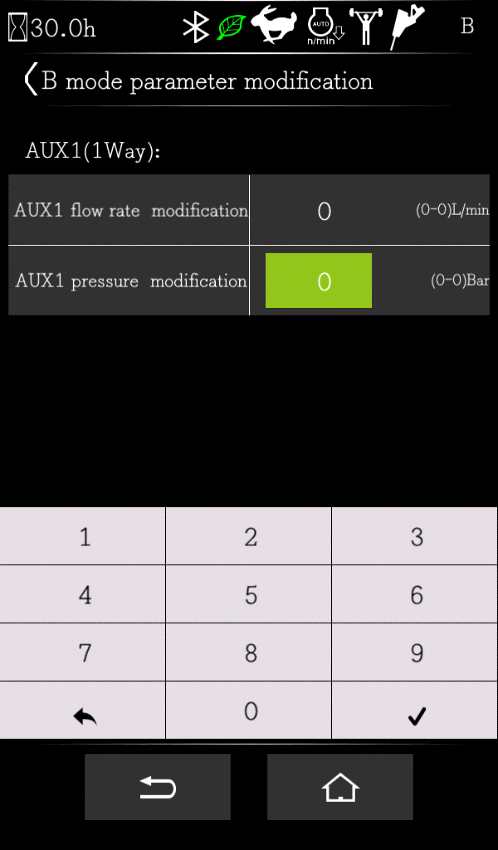 30.0h
AUTO
n/min
B
B mode parameter modification
AUX1(1Way):
AUX1 flow rate modification 0 (0-0)L/min
AUX1 pressure modification 0 (0-0)Bar
1 2 3
4 5 6
7 8 9
0